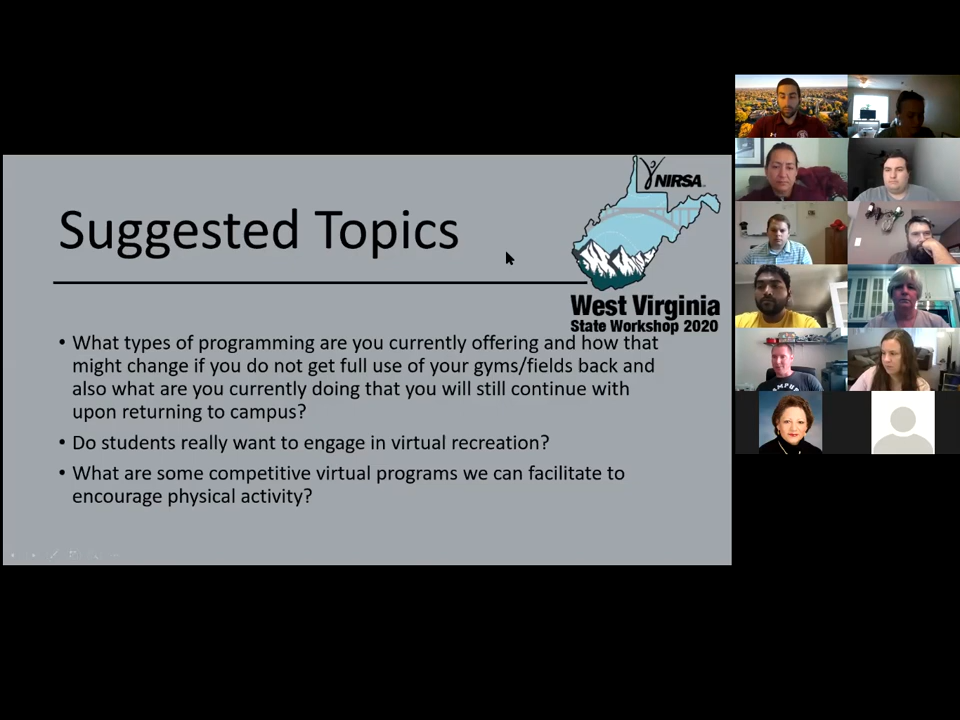 NIRSA
Suggested Topics
West Virginia
State Workshop 2020
• What types of programming are you currently offering and how that
might change if you do not get full use of your gyms/fields back and
also what are you currently doing that you will still continue with
upon returning to campus?
• Do students really want to engage in virtual recreation?
• What are some competitive virtual programs we can facilitate to
encourage physical activity?